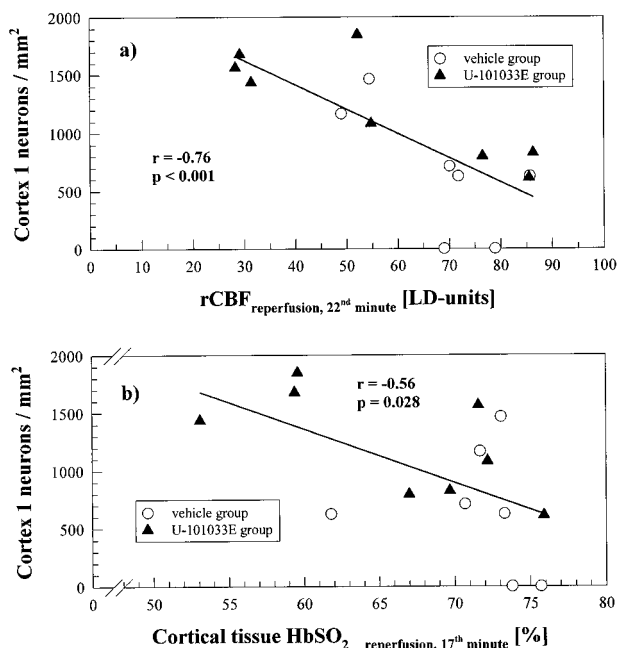 2000
a)
vehicle group
U-101033E group
1500
1000
r = -0.76
p < 0.001
500
0
Cortex 1 neurons / mm²
0 10 20 30 40 50 60 70 80 90 100
rCBF reperfusion, 22nd minute [LD-units]
2000
b)
r = -0.56
p = 0.028
1500
1000
vehicle group
U-101033E group
500
0
Cortex 1 neurons / mm²
0 50 55 60 65 70 75 80
Cortical tissue HbSO₂ reperfusion, 17th minute [%]